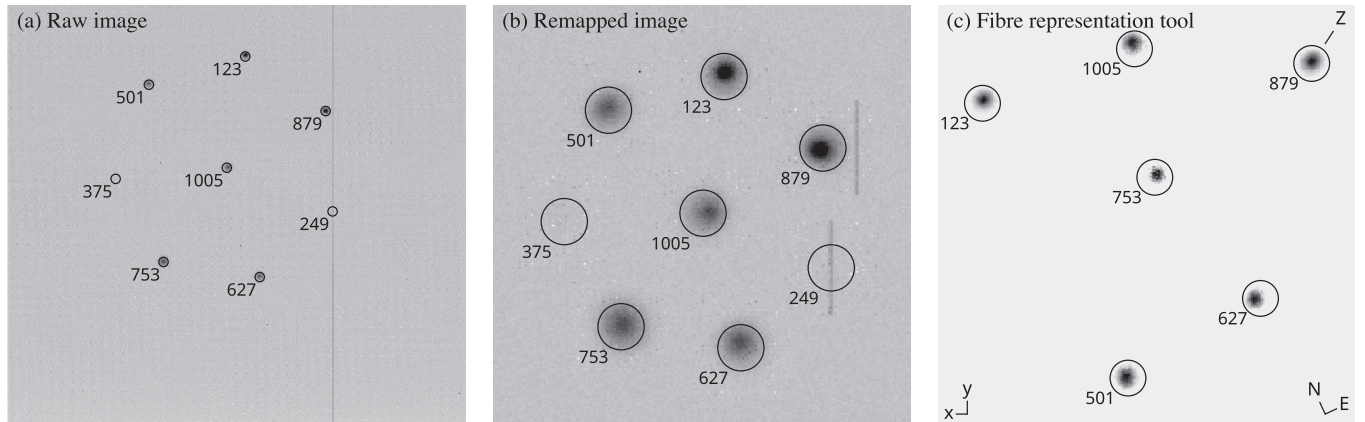 (a) Raw image
123
501
879
375
1005
249
753
627
(b) Remapped image
123
501
879
375
1005
249
753
627
(c) Fibre representation tool
Z
1005
879
123
753
627
501
y
x
N
E